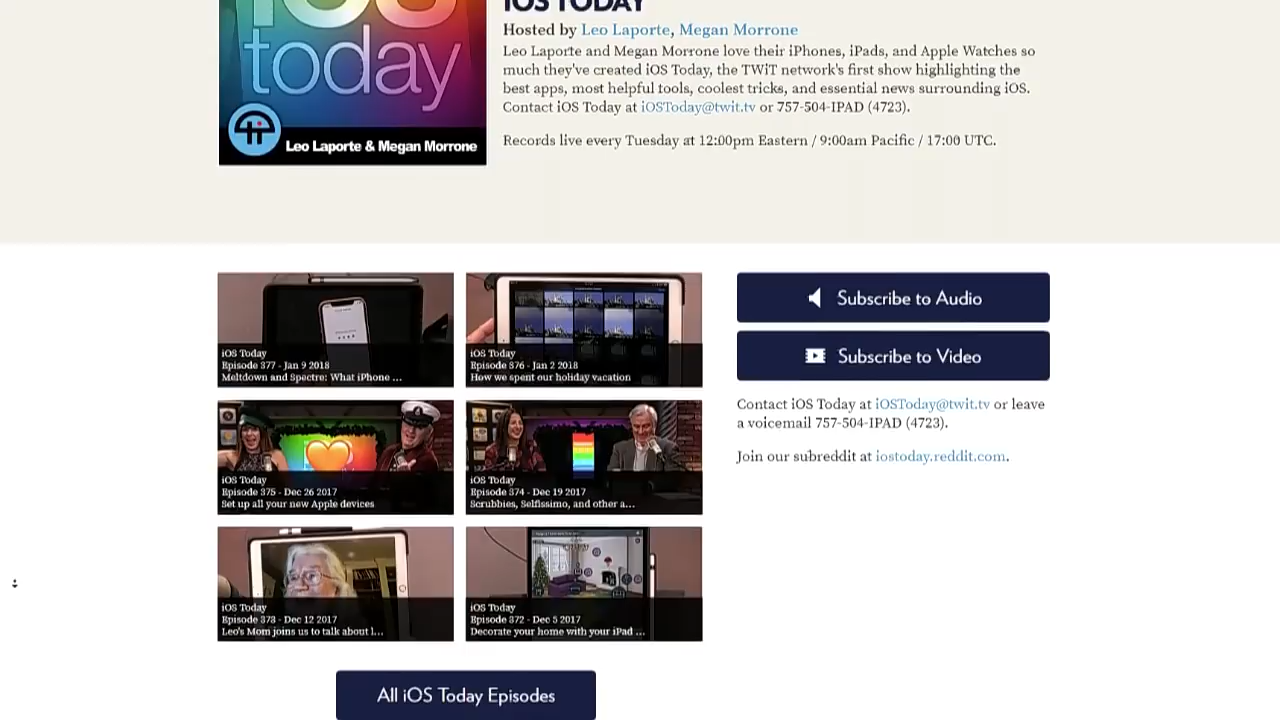 iOS
today
Leo Laporte & Megan Morrone
IOS TODAY
Hosted by Leo Laporte, Megan Morrone
Leo Laporte and Megan Morrone love their iPhones, iPads, and Apple Watches so
much they've created iOS Today, the TWiT network's first show highlighting the
best apps, most helpful tools, coolest tricks, and essential news surrounding iOS.
Contact iOS Today at iOSToday@twit.tv or 757-504-IPAD (4723).
Records live every Tuesday at 12:00pm Eastern / 9:00am Pacific / 17:00 UTC.
iOS Today
Episode 377 - Jan 9 2018
Meltdown and Spectre: What iPhone ...
iOS Today
Episode 376 - Jan 2 2018
How we spent our holiday vacation
iOS Today
Episode 375 - Dec 26 2017
Set up all your new Apple devices
iOS Today
Episode 374 - Dec 19 2017
Scrubbies, Selfissimo, and other a...
iOS Today
Episode 373 - Dec 12 2017
Leo's Mom joins us to talk about l...
iOS Today
Episode 372 - Dec 5 2017
Decorate your home with your iPad ...
All iOS Today Episodes
Subscribe to Audio
Subscribe to Video
Contact iOS Today at iOSToday@twit.tv or leave
a voicemail 757-504-IPAD (4723).
Join our subreddit at iostoday.reddit.com.